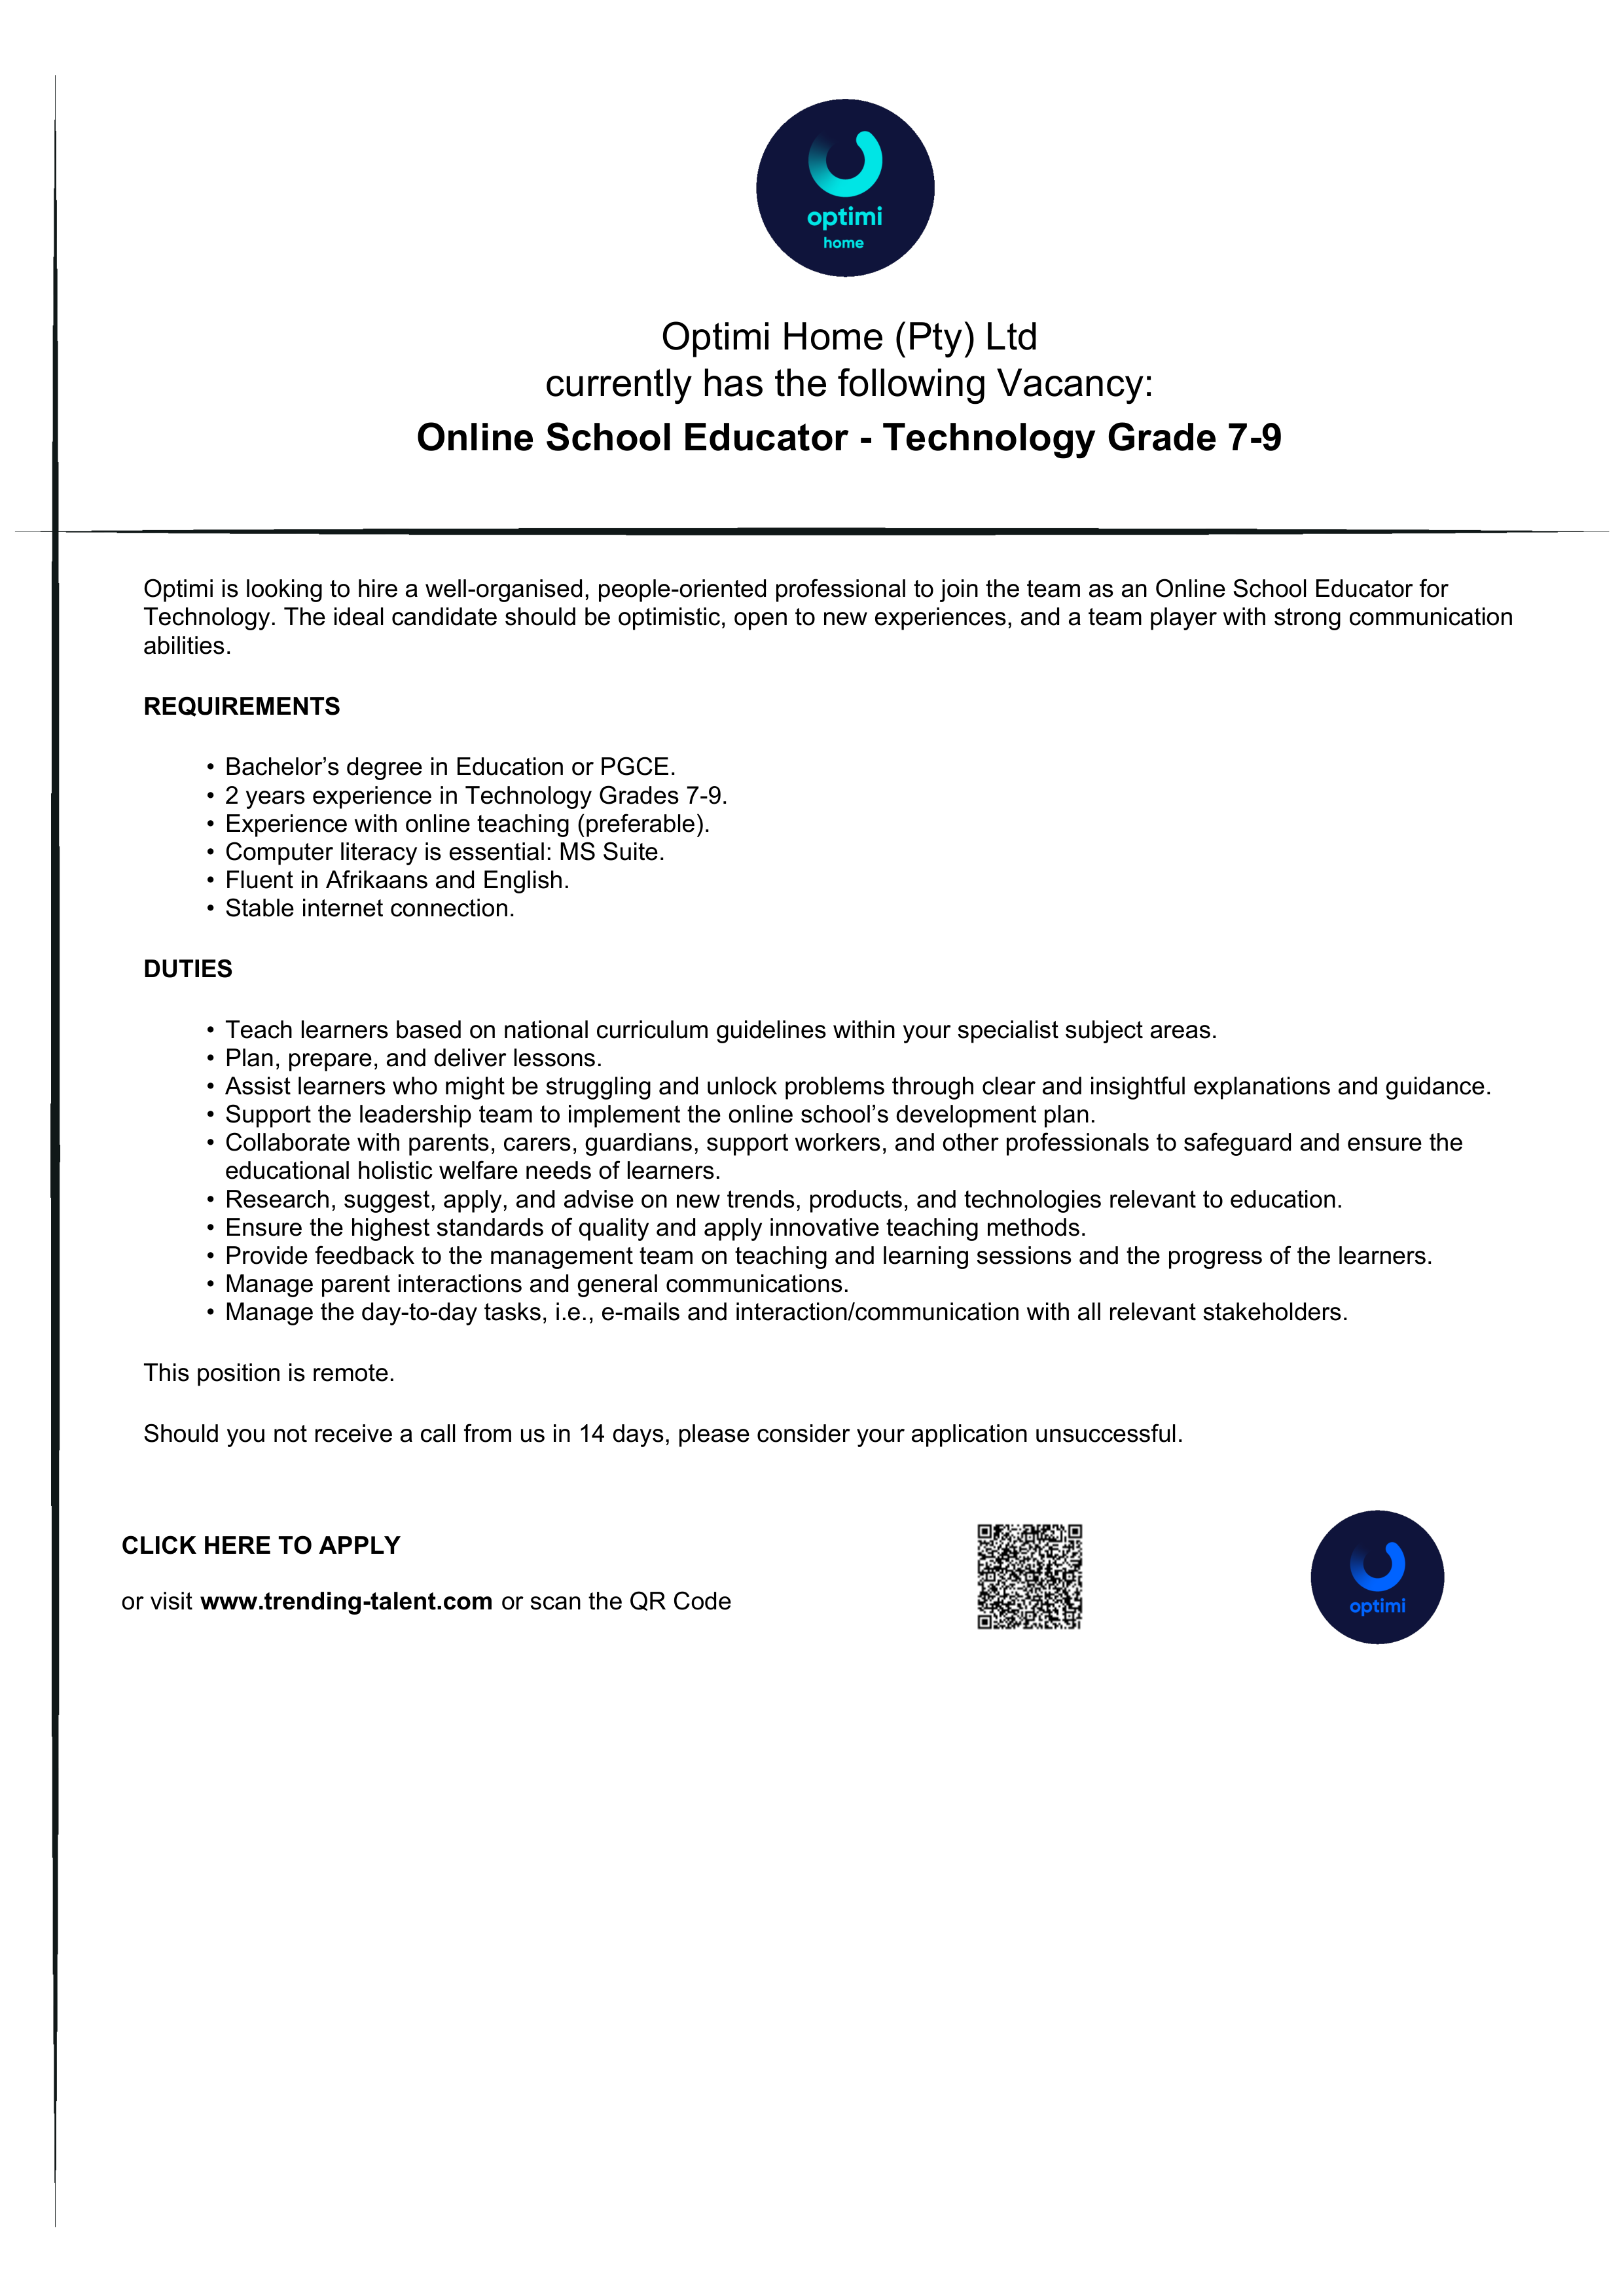 optimi
home
Optimi Home (Pty) Ltd
currently has the following Vacancy:
Online School Educator - Technology Grade 7-9
Optimi is looking to hire a well-organised, people-oriented professional to join the team as an Online School Educator for
Technology. The ideal candidate should be optimistic, open to new experiences, and a team player with strong communication
abilities.
REQUIREMENTS
• Bachelor’s degree in Education or PGCE.
• 2 years experience in Technology Grades 7-9.
• Experience with online teaching (preferable).
• Computer literacy is essential: MS Suite.
• Fluent in Afrikaans and English.
• Stable internet connection.
DUTIES
• Teach learners based on national curriculum guidelines within your specialist subject areas.
• Plan, prepare, and deliver lessons.
• Assist learners who might be struggling and unlock problems through clear and insightful explanations and guidance.
• Support the leadership team to implement the online school’s development plan.
• Collaborate with parents, carers, guardians, support workers, and other professionals to safeguard and ensure the
educational holistic welfare needs of learners.
• Research, suggest, apply, and advise on new trends, products, and technologies relevant to education.
• Ensure the highest standards of quality and apply innovative teaching methods.
• Provide feedback to the management team on teaching and learning sessions and the progress of the learners.
• Manage parent interactions and general communications.
• Manage the day-to-day tasks, i.e., e-mails and interaction/communication with all relevant stakeholders.
This position is remote.
Should you not receive a call from us in 14 days, please consider your application unsuccessful.
CLICK HERE TO APPLY
or visit www.trending-talent.com or scan the QR Code
optimi